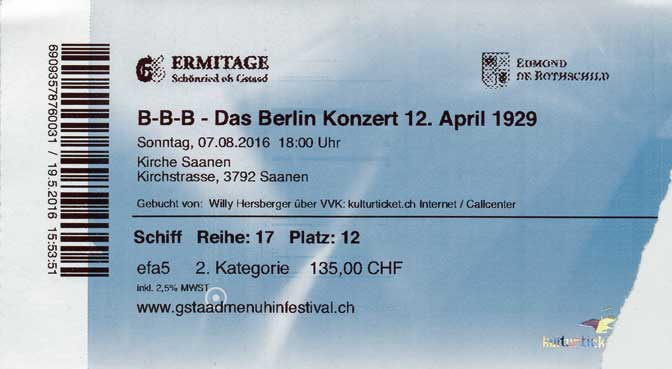 69093578760031 / 19.5.2016 15:53:51
ERMITAGE
Schönried ob Gstaad
EDMOND
DE ROTHSCHILD
B-B-B - Das Berlin Konzert 12. April 1929
Sonntag, 07.08.2016 18:00 Uhr
Kirche Saanen
Kirchstrasse, 3792 Saanen
Gebucht von: Willy Hersberger über VVK: kulturticket.ch Internet / Callcenter
Schiff Reihe: 17 Platz: 12
efa5 2. Kategorie 135,00 CHF
inkl. 2,5% MWST
www.gstaadmenuhinfestival.ch
kulturtick